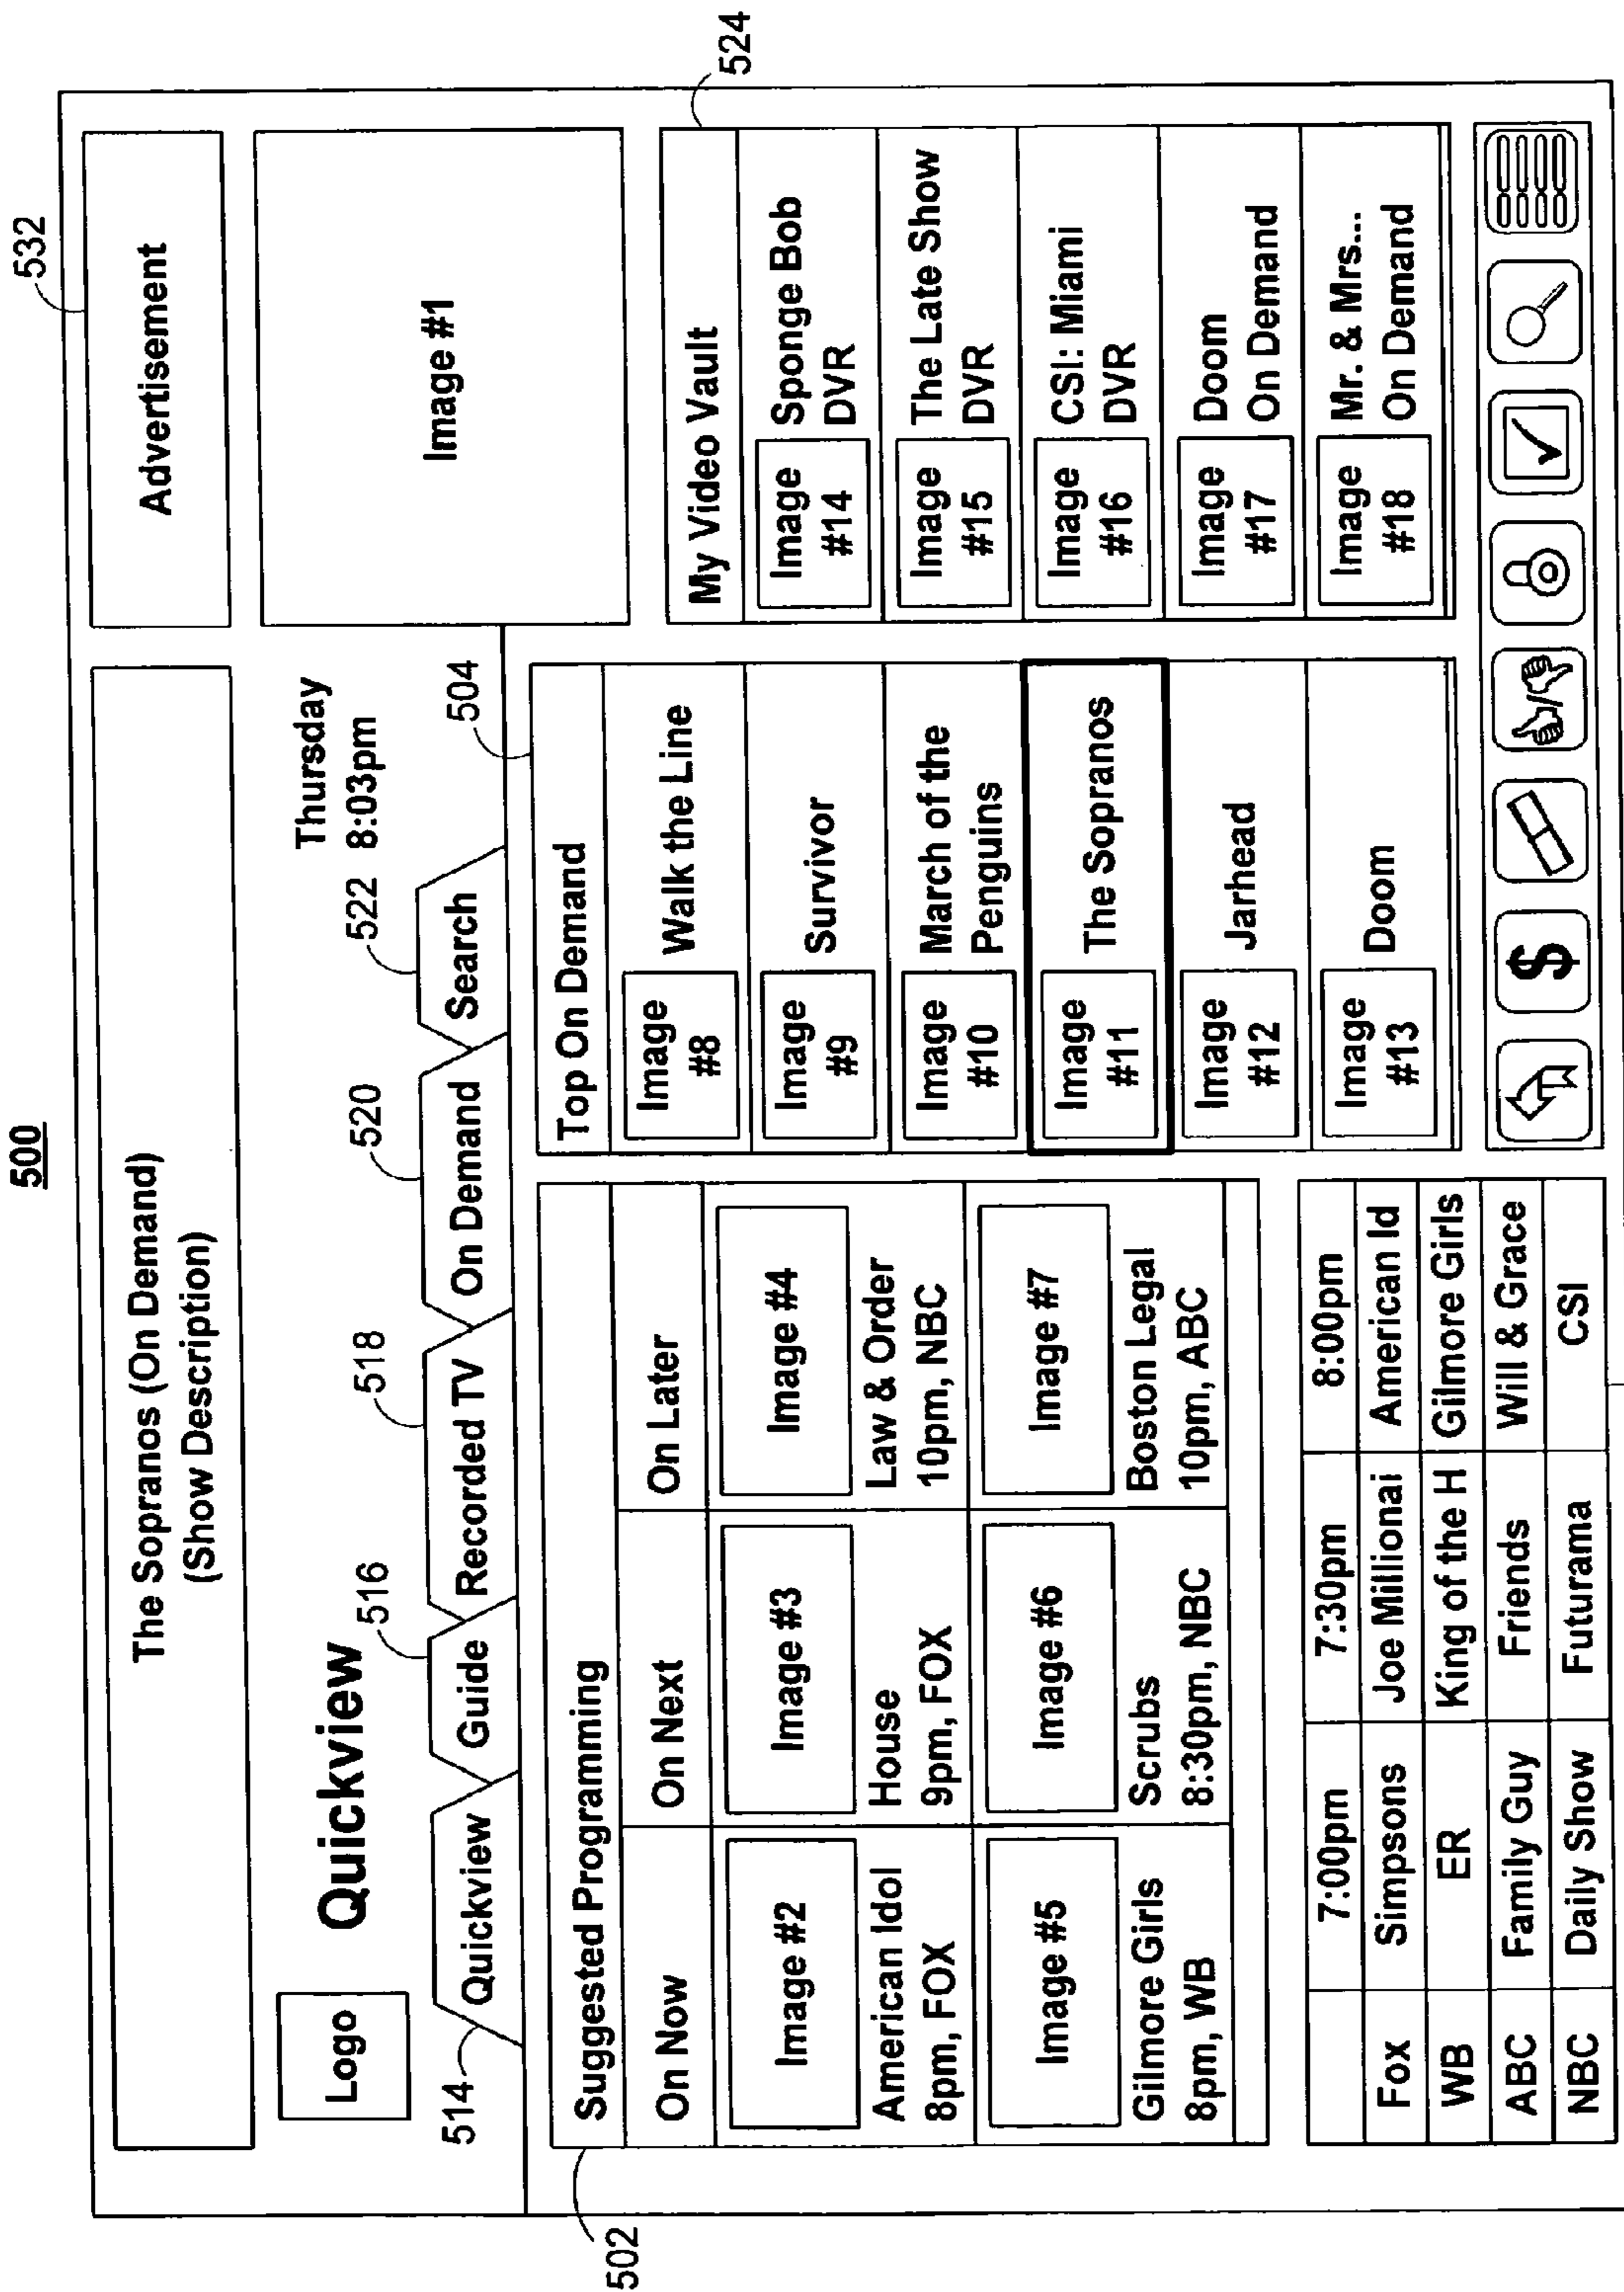 500
532
The Sopranos (On Demand)
(Show Description)
Advertisement
Logo
Quickview
Thursday
8:03pm
Image #1
514
516
518
520
522
Quickview
Guide
Recorded TV
On Demand
Search
502
504
524
Suggested Programming
On Now
On Next
On Later
Image #2
Image #3
Image #4
American Idol
8pm, FOX
House
9pm, FOX
Law & Order
10pm, NBC
Image #5
Image #6
Image #7
Gilmore Girls
8pm, WB
Scrubs
8:30pm, NBC
Boston Legal
10pm, ABC
7:00pm
7:30pm
8:00pm
Fox
Simpsons
Joe Millionai
American Id
WB
ER
King of the H
Gilmore Girls
ABC
Family Guy
Friends
Will & Grace
NBC
Daily Show
Futurama
CSI
Top On Demand
Image
#8
Walk the Line
Image
#9
Survivor
Image
#10
March of the
Penguins
Image
#11
The Sopranos
Image
#12
Jarhead
Image
#13
Doom
My Video Vault
Image
#14
Sponge Bob
DVR
Image
#15
The Late Show
DVR
Image
#16
CSI: Miami
DVR
Image
#17
Doom
On Demand
Image
#18
Mr. & Mrs...
On Demand
$